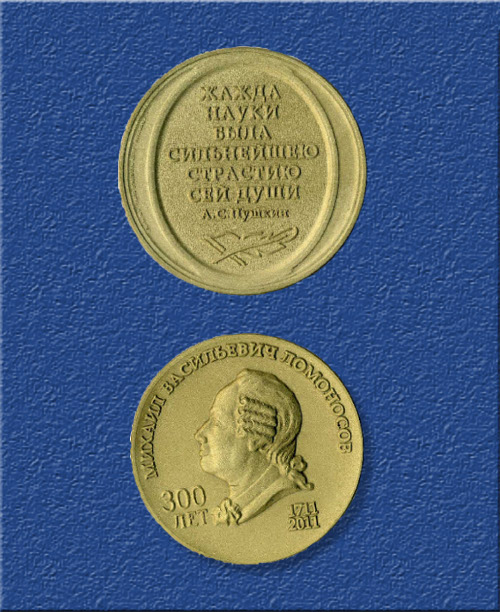 ЖАЖДА
НАУКИ
БЫЛА
СИЛЬНЕЙШЕЮ
СТРАСТИЮ
СЕЙ ДУШИ
А.С.Пушкин
МИХАИЛ ВАСИЛЬЕВИЧ ЛОМОНОСОВ
300
ЛЕТ
1711
2011